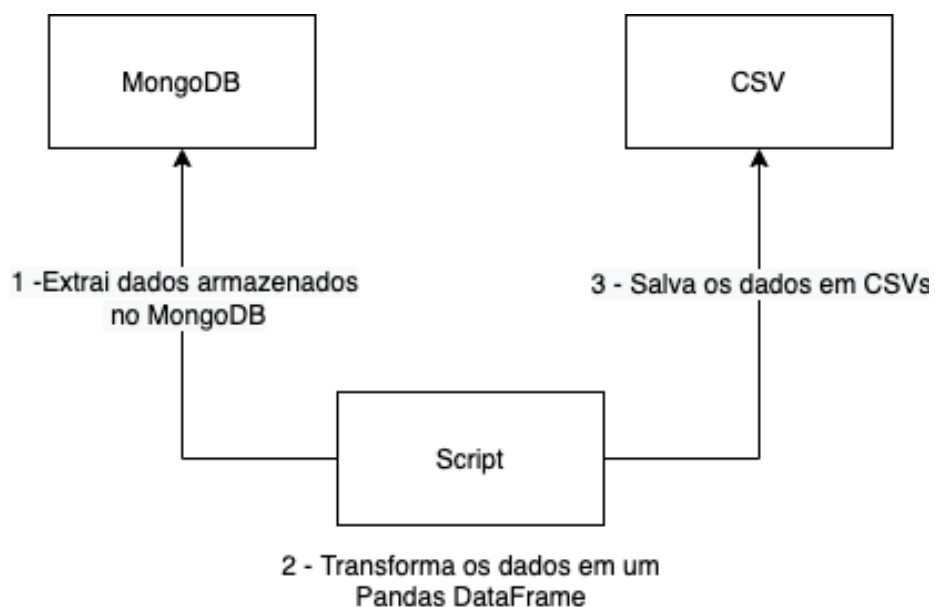 MongoDB
CSV
1 -Extrai dados armazenados
no MongoDB
3 - Salva os dados em CSVs
Script
2 - Transforma os dados em um
Pandas DataFrame